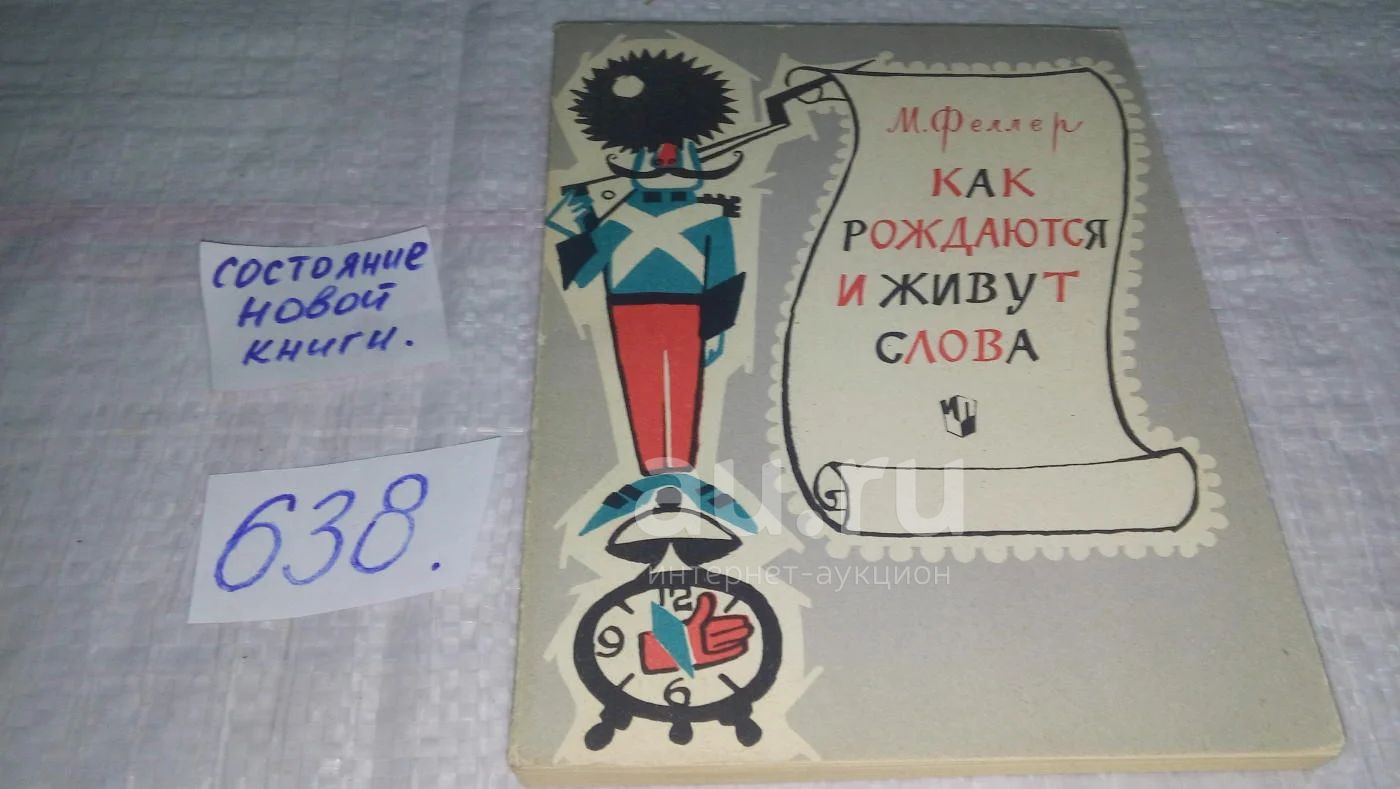 М. Феллер
КАК
РОЖДАЮТСЯ
И ЖИВУТ
СЛОВА
состояние
новой
книги.
638.
au.ru
интернет-аукцион
12
9
6